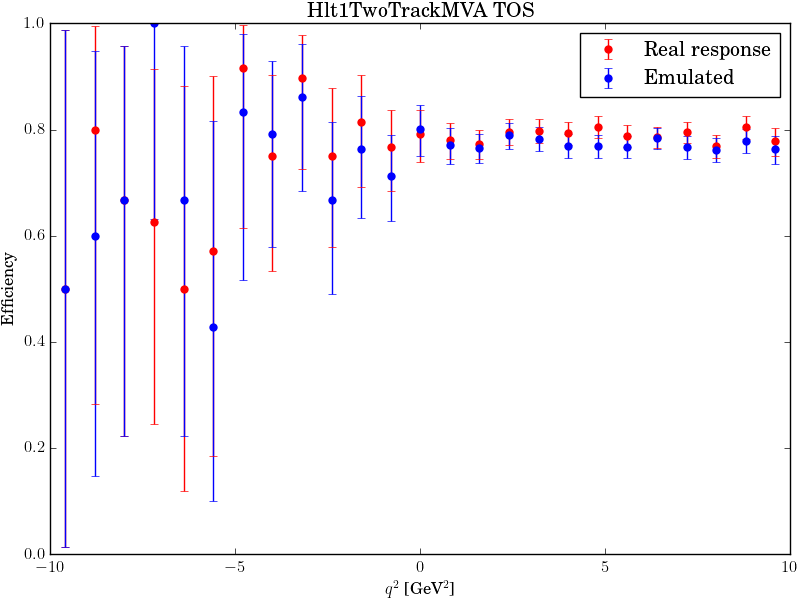 Hlt1TwoTrackMVA TOS
Real response
Emulated
Efficiency
1.0
0.8
0.6
0.4
0.2
0.0
−10
−5
0
5
10
q² [GeV²]